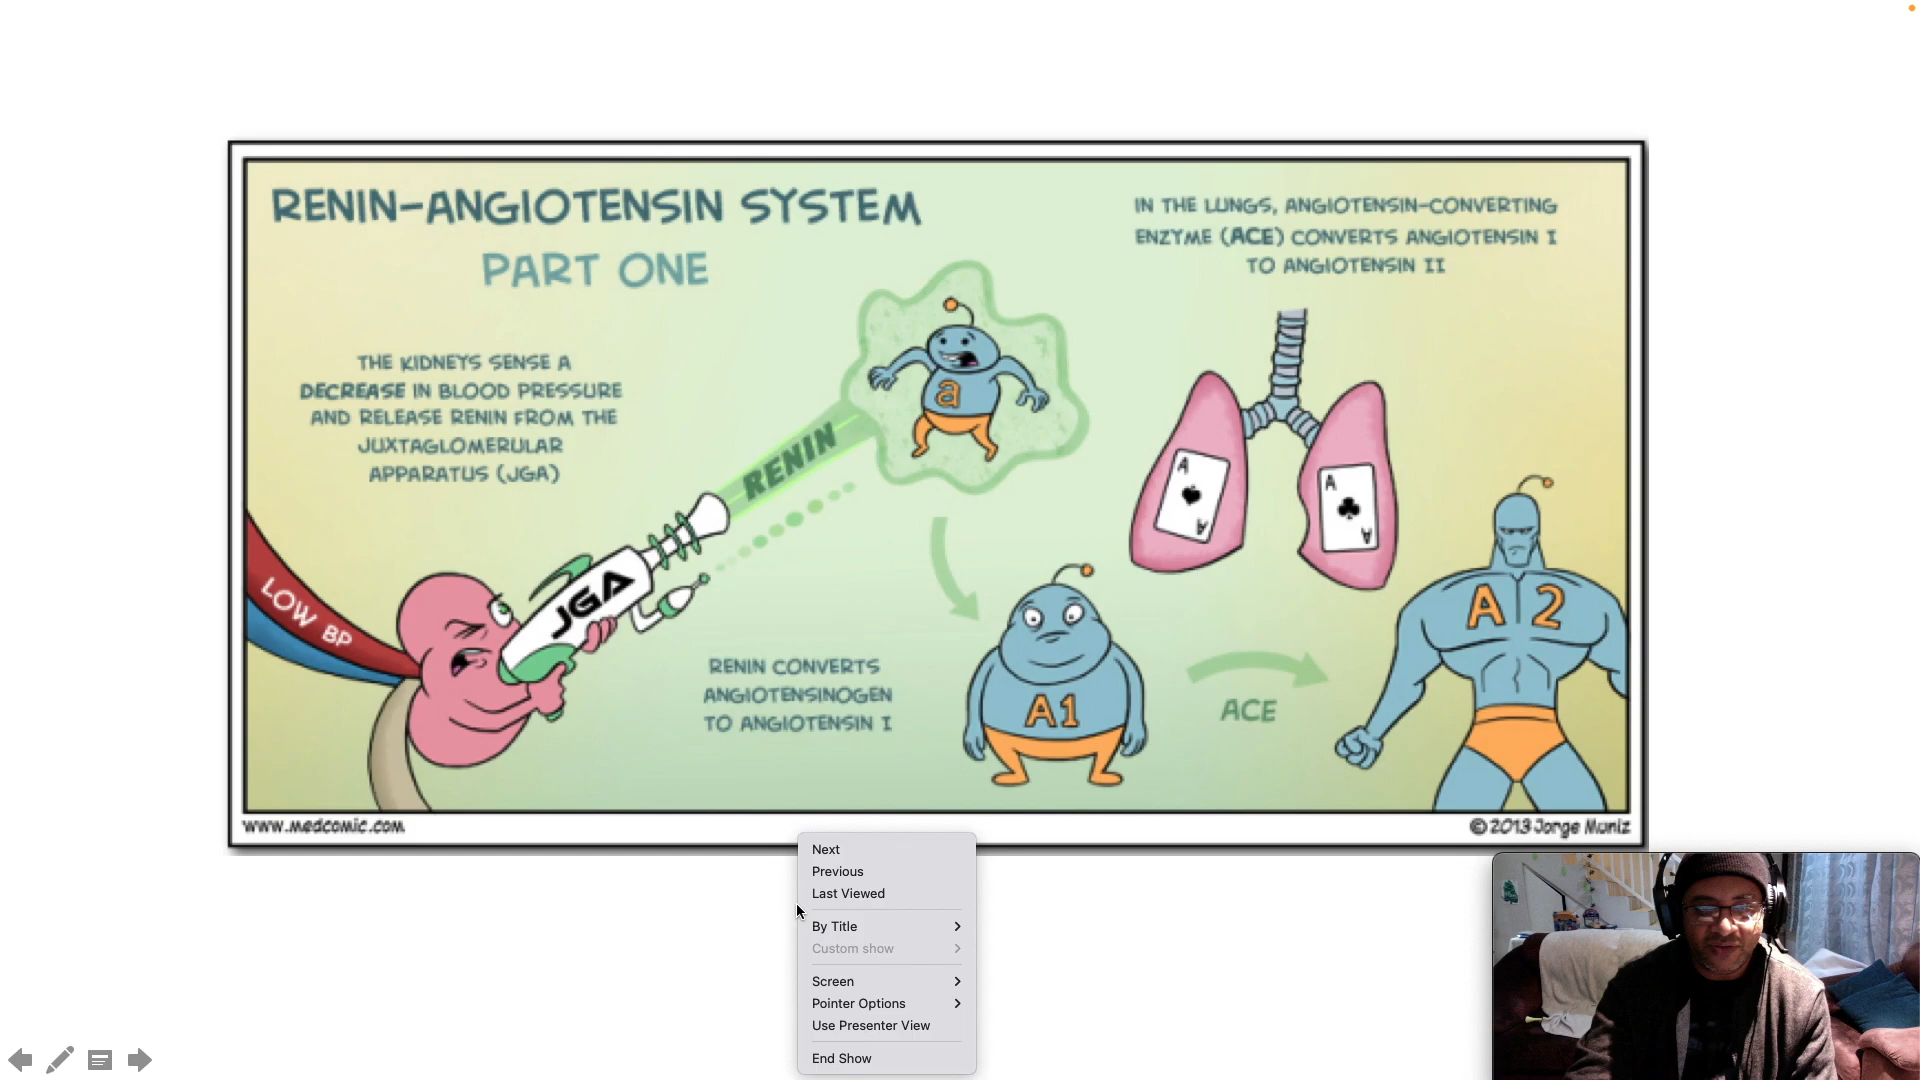 RENIN-ANGIOTENSIN SYSTEM
PART ONE
THE KIDNEYS SENSE A
DECREASE IN BLOOD PRESSURE
AND RELEASE RENIN FROM THE
JUXTAGLOMERULAR
APPARATUS (JGA)
LOW BP
JGA
RENIN
a
RENIN CONVERTS
ANGIOTENSINOGEN
TO ANGIOTENSIN I
A1
IN THE LUNGS, ANGIOTENSIN-CONVERTING
ENZYME (ACE) CONVERTS ANGIOTENSIN I
TO ANGIOTENSIN II
A
A
A
A
ACE
A 2
www.medcomic.com
© 2013 Jorge Muniz
Next
Previous
Last Viewed
By Title
Custom show
Screen
Pointer Options
Use Presenter View
End Show